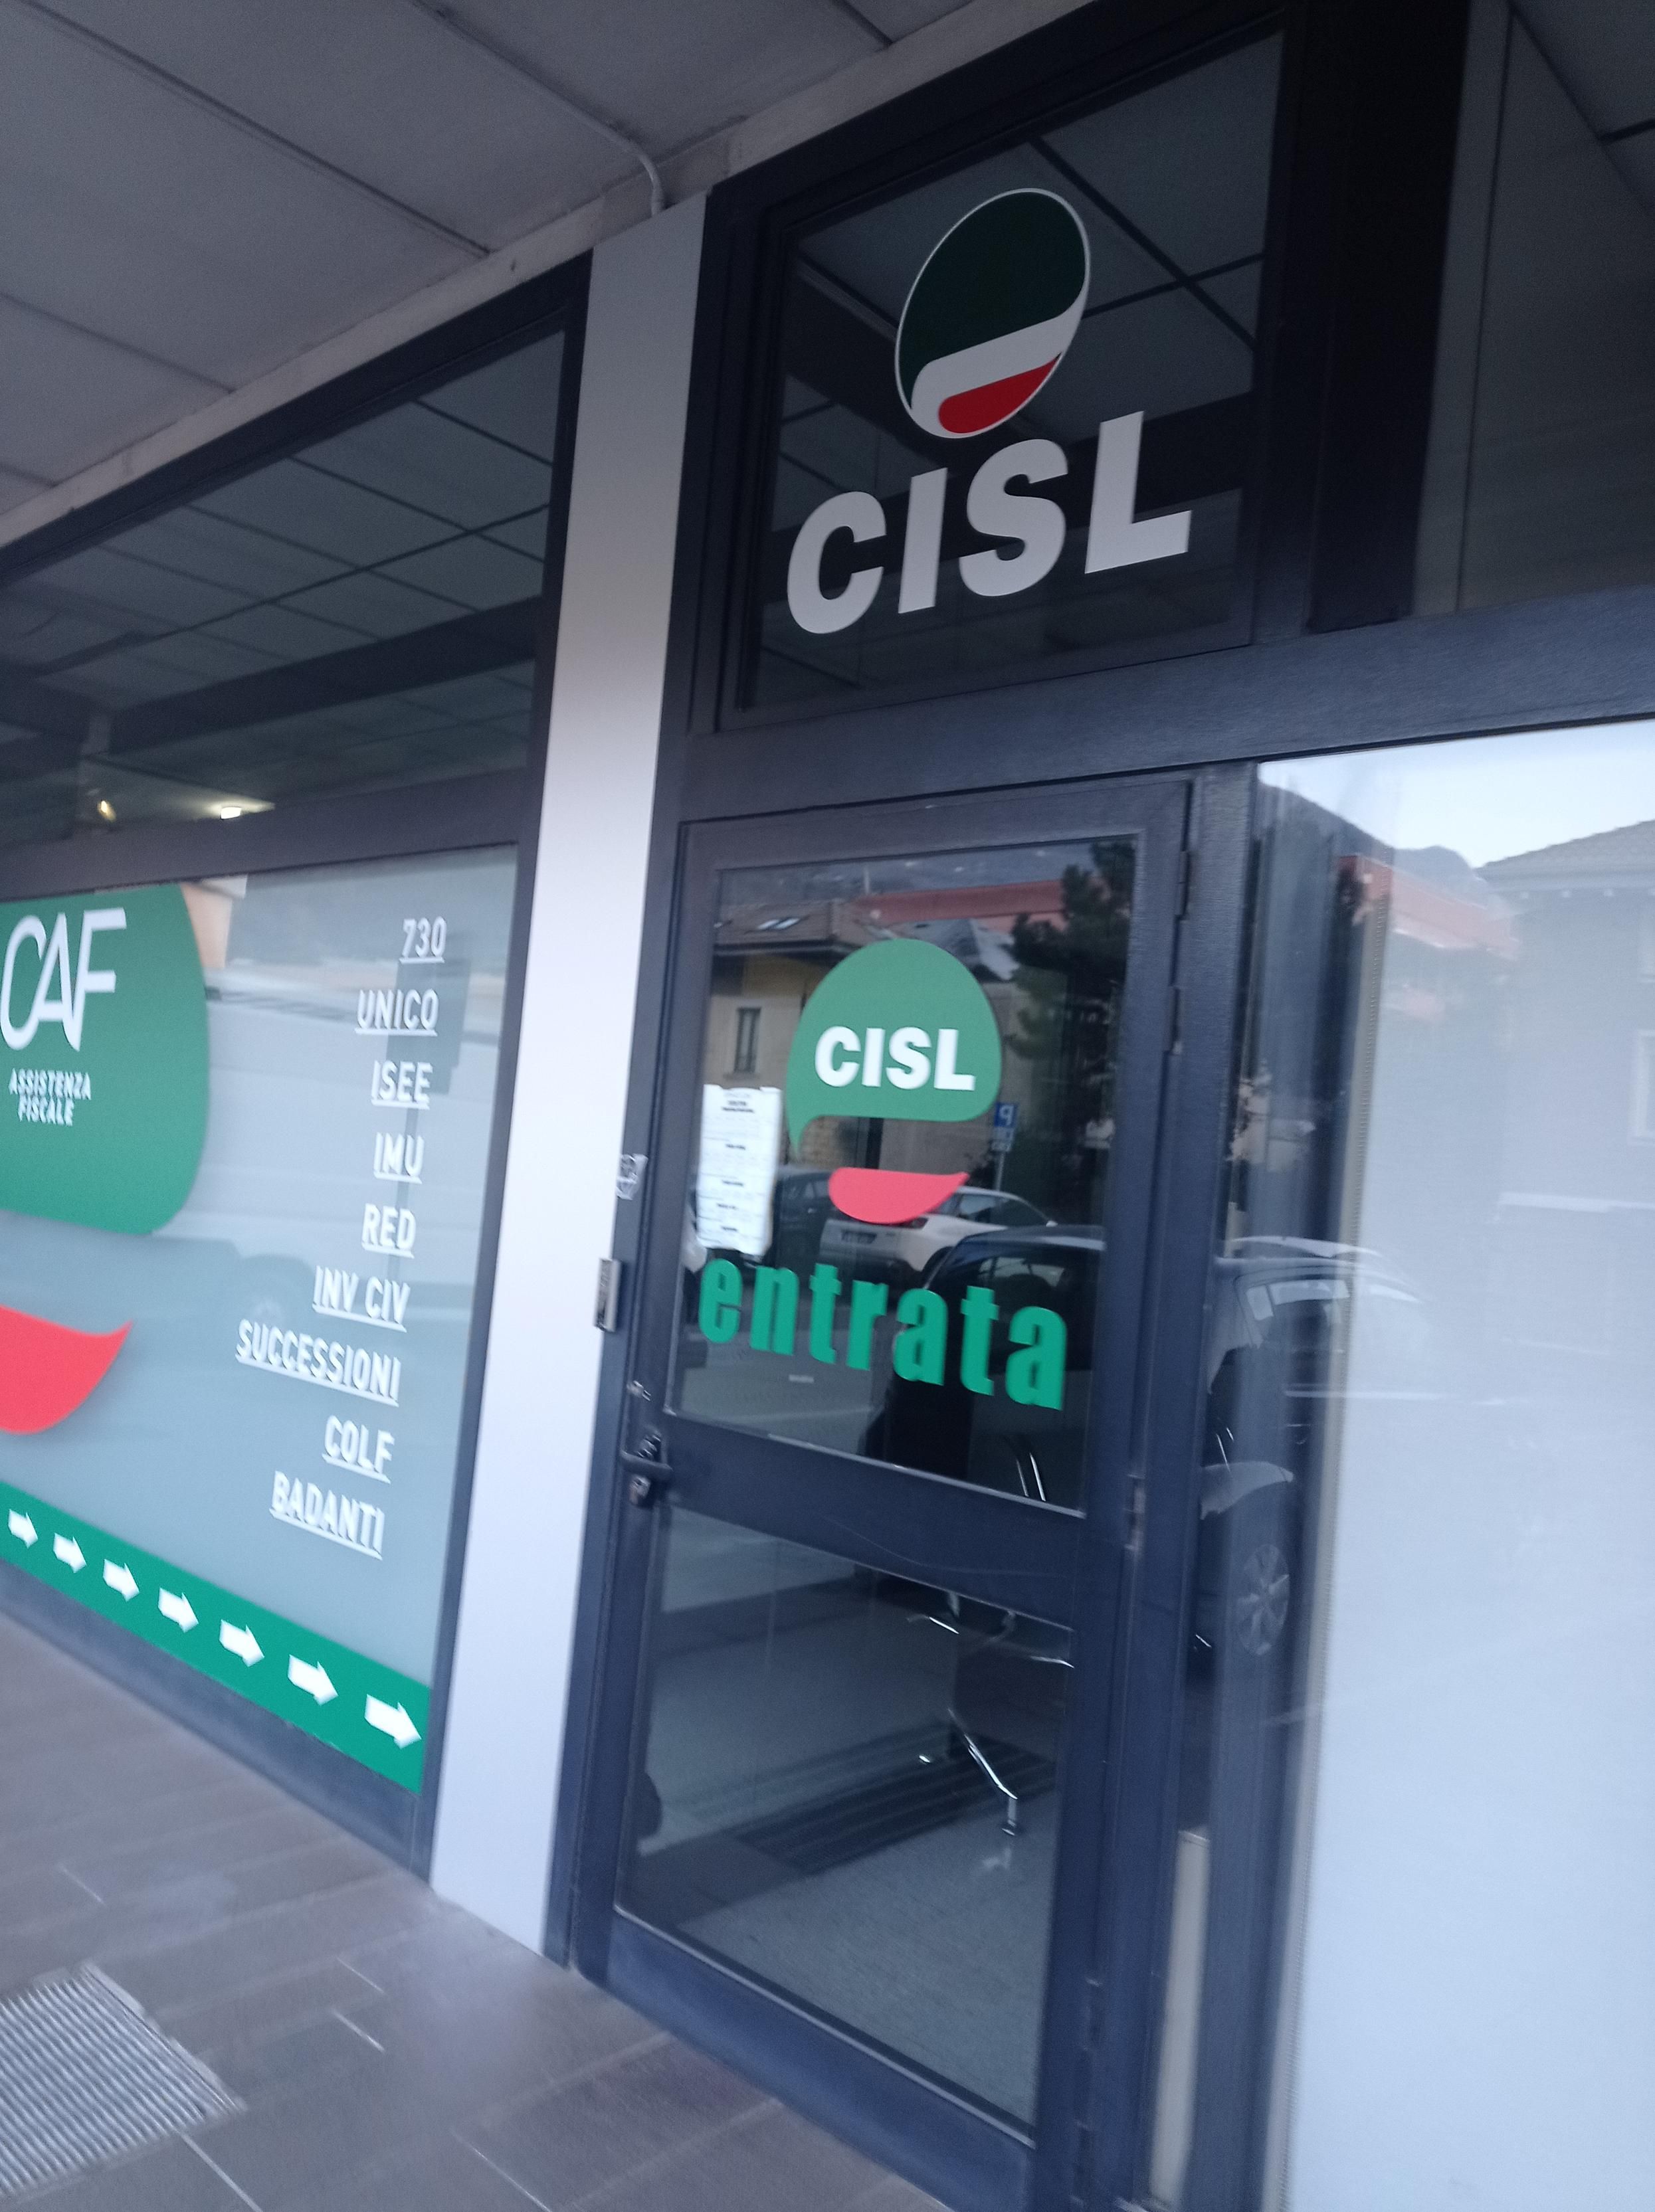 CISL
CAF
ASSISTENZA
FISCALE
730
UNICO
ISEE
IMU
RED
INV CIV
SUCCESSIONI
COLF
BADANTI
CISL
entrata
P